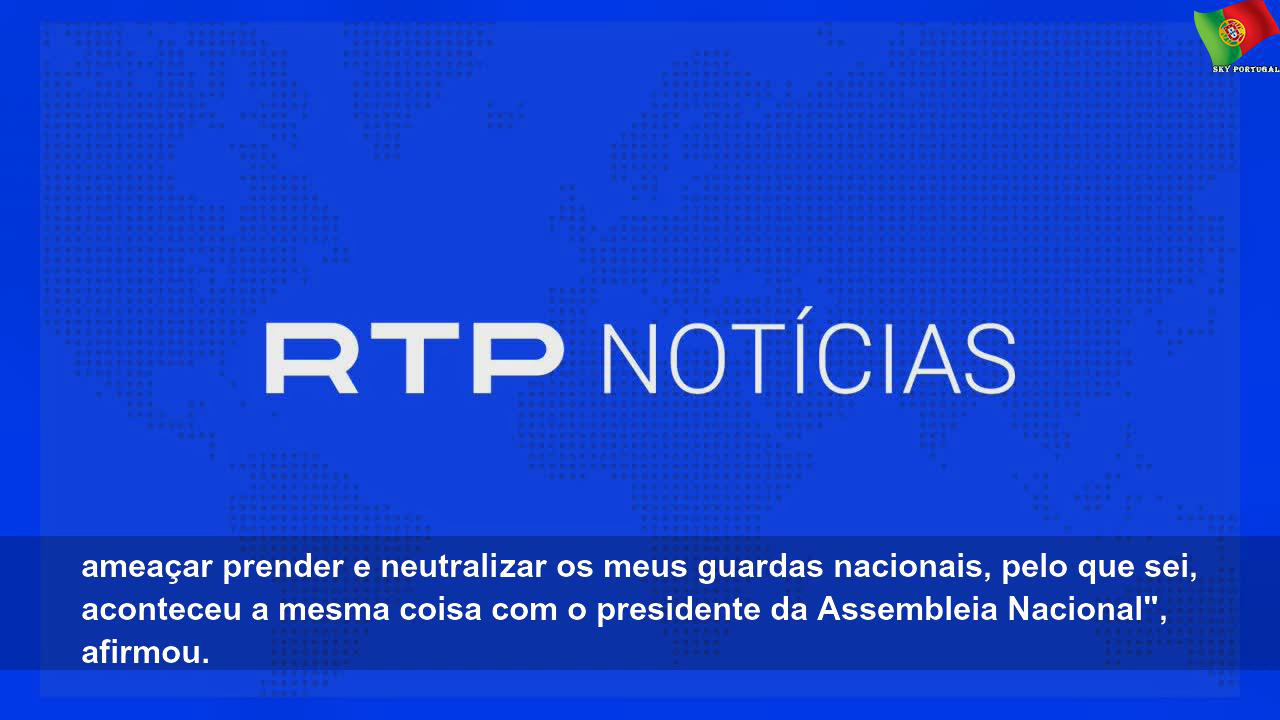 SKY PORTUGAL
RTP NOTÍCIAS
ameaçar prender e neutralizar os meus guardas nacionais, pelo que sei,
aconteceu a mesma coisa com o presidente da Assembleia Nacional",
afirmou.